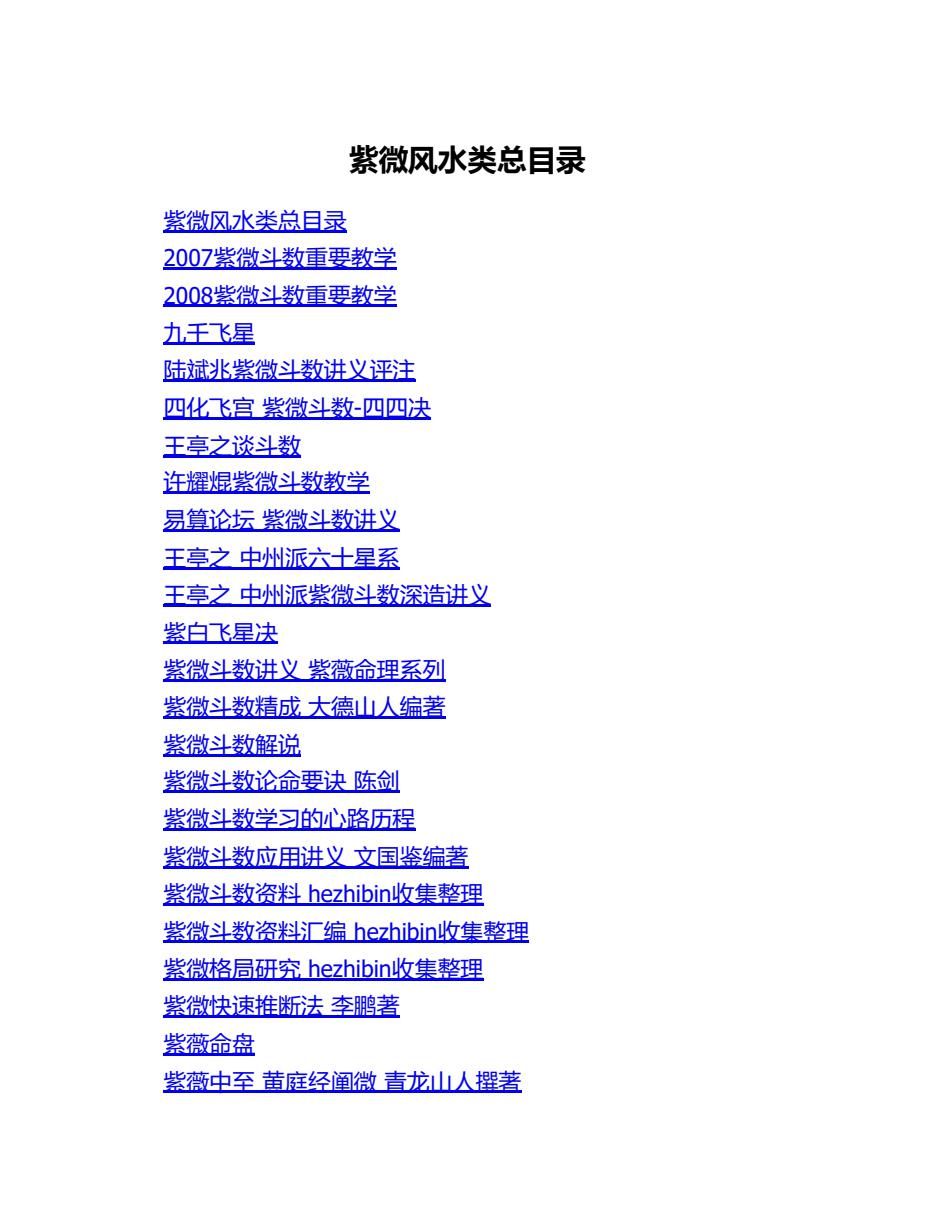 紫微风水类总目录
紫微风水类总目录
2007紫微斗数重要教学
2008紫微斗数重要教学
九千飞星
陆斌兆紫微斗数讲义评注
四化飞宫 紫微斗数-四四决
王亭之谈斗数
许耀焜紫微斗数教学
易算论坛 紫微斗数讲义
王亭之 中州派六十星系
王亭之 中州派紫微斗数深造讲义
紫白飞星决
紫微斗数讲义 紫薇命理系列
紫微斗数精成 大德山人编著
紫微斗数解说
紫微斗数论命要诀 陈剑
紫微斗数学习的心路历程
紫微斗数应用讲义 文国鉴编著
紫微斗数资料 hezhibin收集整理
紫微斗数资料汇编 hezhibin收集整理
紫微格局研究 hezhibin收集整理
紫微快速推断法 李鹏著
紫薇命盘
紫薇中至 黄庭经阐微 青龙山人撰著